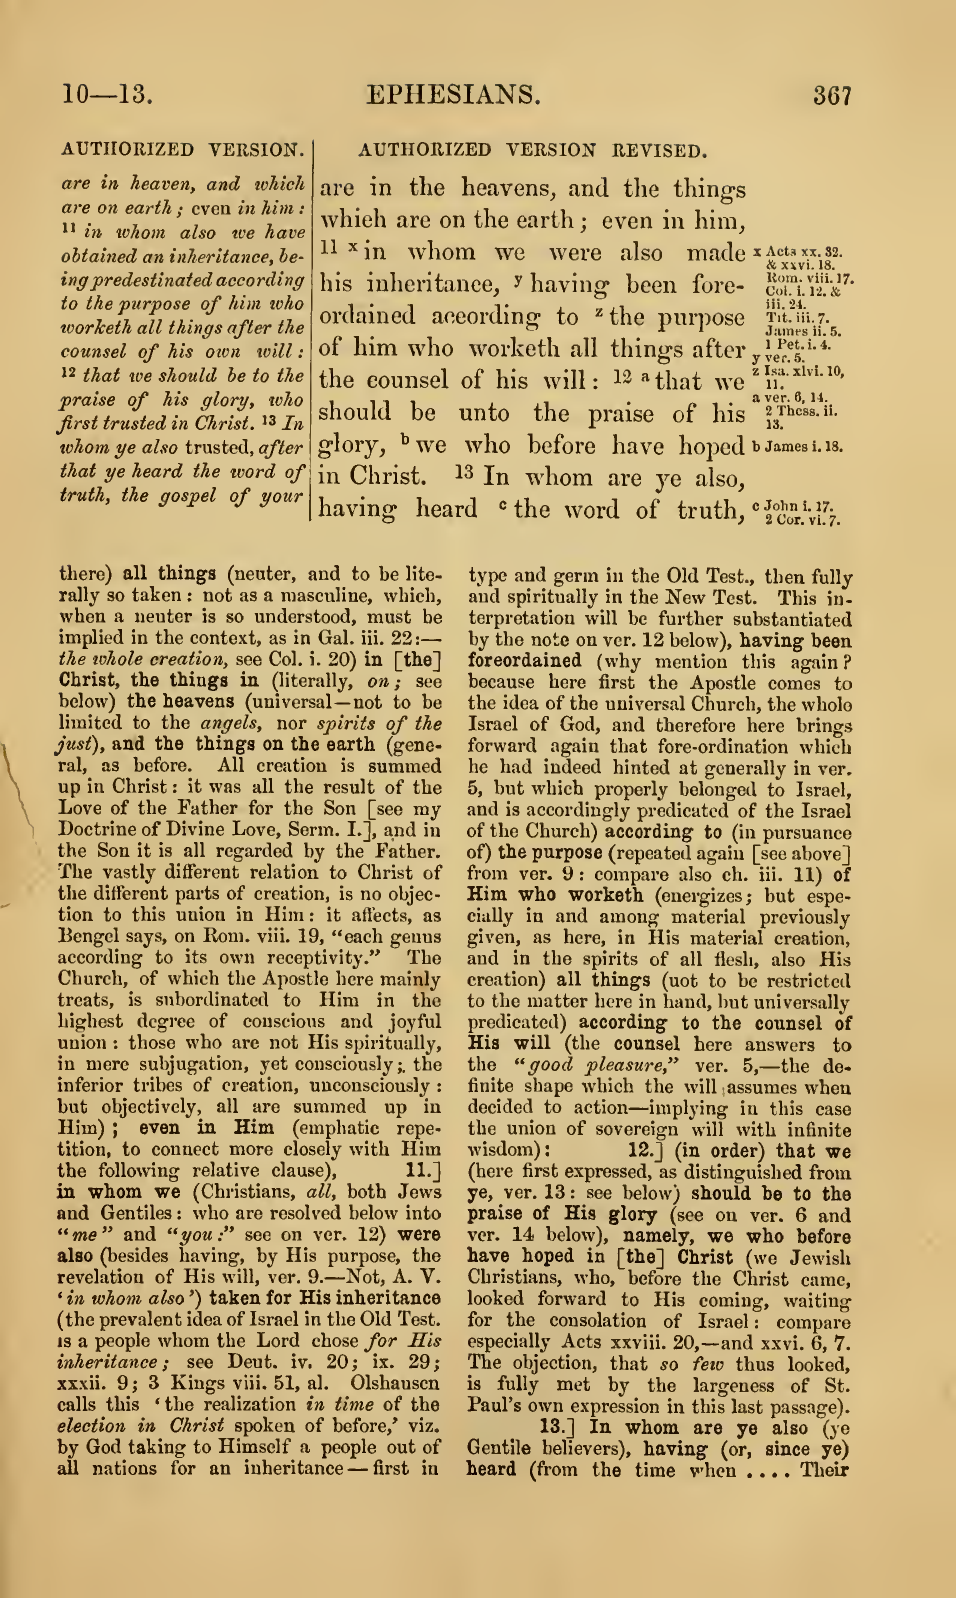 10—13.
EPHESIANS.
367
AUTHORIZED VERSION.
are in heaven, and which
are on earth ; even in him :
11 in whom also we have
obtained an inheritance, be-
ing predestinated according
to the purpose of him who
worketh all things after the
counsel of his own will :
12 that we should be to the
praise of his glory, who
first trusted in Christ. 13 In
whom ye also trusted, after
that ye heard the word of
truth, the gospel of your
AUTHORIZED VERSION REVISED.
are in the heavens, and the things
which are on the earth ; even in him,
11 x in whom we were also made
his inheritance, y having been fore-
ordained according to z the purpose
of him who worketh all things after
the counsel of his will : 12 a that we
should be unto the praise of his
glory, b we who before have hoped
in Christ. 13 In whom are ye also,
having heard c the word of truth,
x Acts xx. 32.
& xxvi. 18.
Rom. viii. 17.
Col. i. 12. &
iii. 24.
Tit. iii. 7.
James ii. 5.
1 Pet. i. 4.
y ver. 5.
z Isa. xlvi. 10,
11.
a ver. 6, 14.
2 Thess. ii.
13.
b James i. 18.
c John i. 17.
2 Cor. vi. 7.
there) all things (neuter, and to be lite-
rally so taken : not as a masculine, which,
when a neuter is so understood, must be
implied in the context, as in Gal. iii. 22:—
the whole creation, see Col. i. 20) in [the]
Christ, the things in (literally, on ; see
below) the heavens (universal—not to be
limited to the angels, nor spirits of the
just), and the things on the earth (gene-
ral, as before. All creation is summed
up in Christ : it was all the result of the
Love of the Father for the Son [see my
Doctrine of Divine Love, Serm. I.], and in
the Son it is all regarded by the Father.
The vastly different relation to Christ of
the different parts of creation, is no objec-
tion to this union in Him : it affects, as
Bengel says, on Rom. viii. 19, “each genus
according to its own receptivity.” The
Church, of which the Apostle here mainly
treats, is subordinated to Him in the
highest degree of conscious and joyful
union : those who are not His spiritually,
in mere subjugation, yet consciously ; the
inferior tribes of creation, unconsciously :
but objectively, all are summed up in
Him) ; even in Him (emphatic repe-
tition, to connect more closely with Him
the following relative clause), 11.]
in whom we (Christians, all, both Jews
and Gentiles : who are resolved below into
“me” and “you :” see on ver. 12) were
also (besides having, by His purpose, the
revelation of His will, ver. 9.—Not, A. V.
‘in whom also’) taken for His inheritance
(the prevalent idea of Israel in the Old Test.
is a people whom the Lord chose for His
inheritance ; see Deut. iv. 20; ix. 29;
xxxii. 9; 3 Kings viii. 51, al. Olshausen
calls this ‘the realization in time of the
election in Christ spoken of before,’ viz.
by God taking to Himself a people out of
all nations for an inheritance — first in
type and germ in the Old Test., then fully
and spiritually in the New Test. This in-
terpretation will be further substantiated
by the note on ver. 12 below), having been
foreordained (why mention this again ?
because here first the Apostle comes to
the idea of the universal Church, the whole
Israel of God, and therefore here brings
forward again that fore-ordination which
he had indeed hinted at generally in ver.
5, but which properly belonged to Israel,
and is accordingly predicated of the Israel
of the Church) according to (in pursuance
of) the purpose (repeated again [see above]
from ver. 9 : compare also ch. iii. 11) of
Him who worketh (energizes ; but espe-
cially in and among material previously
given, as here, in His material creation,
and in the spirits of all flesh, also His
creation) all things (not to be restricted
to the matter here in hand, but universally
predicated) according to the counsel of
His will (the counsel here answers to
the “good pleasure,” ver. 5,—the de-
finite shape which the will assumes when
decided to action—implying in this case
the union of sovereign will with infinite
wisdom) : 12.] (in order) that we
(here first expressed, as distinguished from
ye, ver. 13 : see below) should be to the
praise of His glory (see on ver. 6 and
ver. 14 below), namely, we who before
have hoped in [the] Christ (we Jewish
Christians, who, before the Christ came,
looked forward to His coming, waiting
for the consolation of Israel : compare
especially Acts xxviii. 20,—and xxvi. 6, 7.
The objection, that so few thus looked,
is fully met by the largeness of St.
Paul’s own expression in this last passage).
13.] In whom are ye also (ye
Gentile believers), having (or, since ye)
heard (from the time when .... Their